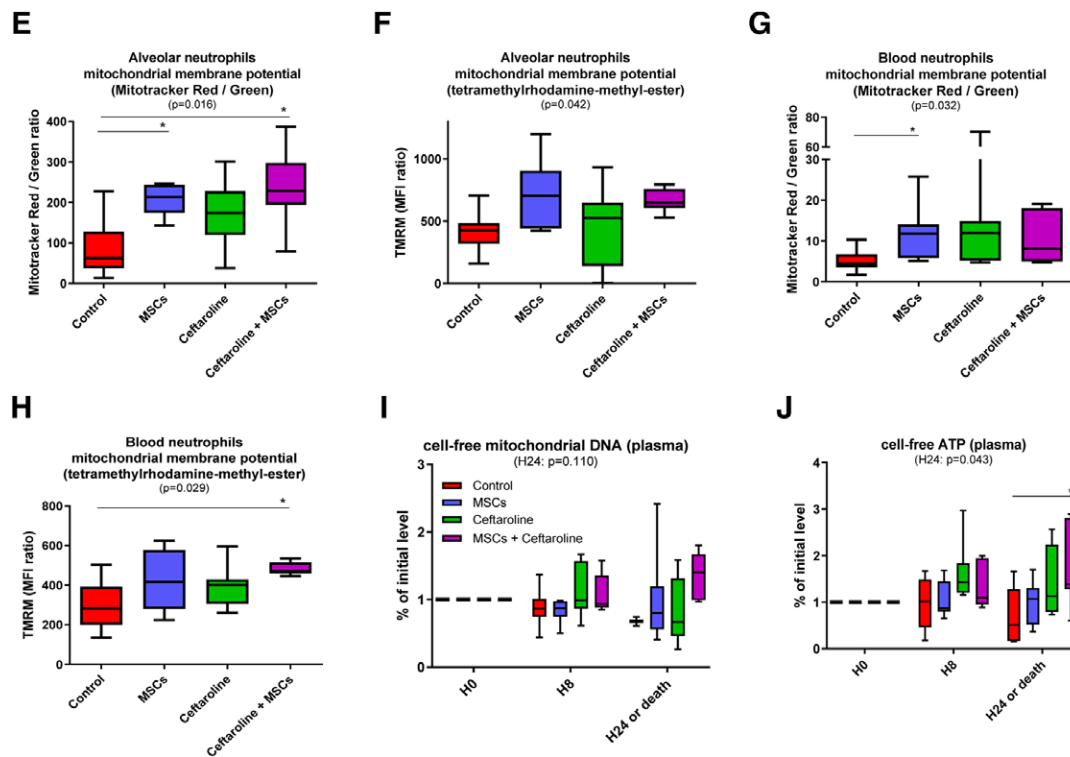 E
Alveolar neutrophils
mitochondrial membrane potential
(Mitotracker Red / Green)
(p=0.016)
Mitotracker Red / Green ratio
400
300
200
100
0
*
*
Control
MSCs
Ceftaroline
Ceftaroline + MSCs
F
Alveolar neutrophils
mitochondrial membrane potential
(tetramethylrhodamine-methyl-ester)
(p=0.042)
TMRM (MFI ratio)
1000
500
0
Control
MSCs
Ceftaroline
Ceftaroline + MSCs
G
Blood neutrophils
mitochondrial membrane potential
(Mitotracker Red / Green)
(p=0.032)
Mitotracker Red / Green ratio
80
60
30
20
10
0
*
Control
MSCs
Ceftaroline
Ceftaroline + MSCs
H
Blood neutrophils
mitochondrial membrane potential
(tetramethylrhodamine-methyl-ester)
(p=0.029)
TMRM (MFI ratio)
800
600
400
200
0
*
Control
MSCs
Ceftaroline
Ceftaroline + MSCs
I
cell-free mitochondrial DNA (plasma)
(H24: p=0.110)
% of initial level
3
2
1
0
Control
MSCs
Ceftaroline
MSCs + Ceftaroline
H0
H8
H24 or death
J
cell-free ATP (plasma)
(H24: p=0.043)
% of initial level
4
3
2
1
0
H0
H8
H24 or death